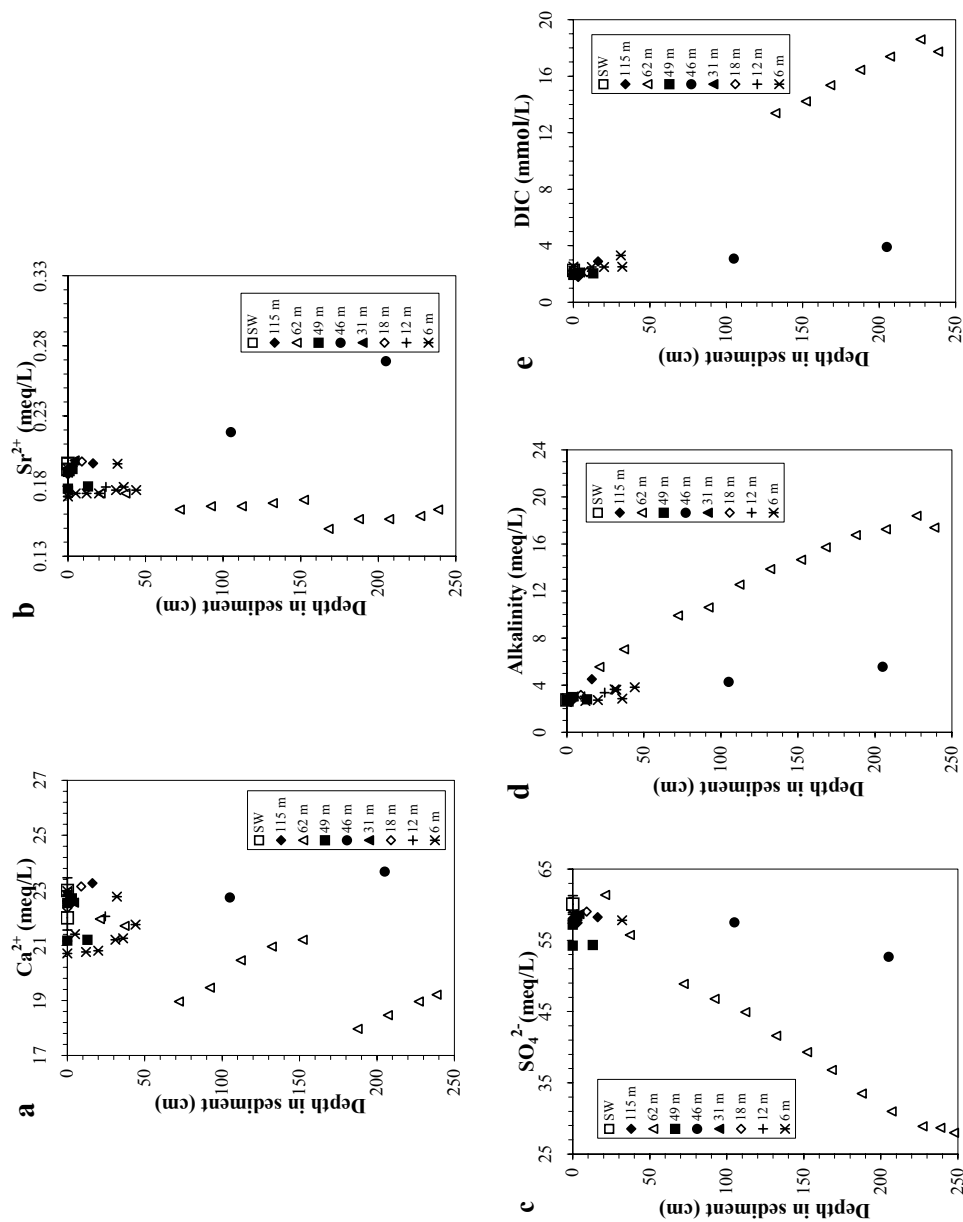 a
Ca²⁺ (meq/L)
17 19 21 23 25 27
0
50
100
150
200
250
Depth in sediment (cm)
SW
115 m
62 m
49 m
46 m
31 m
18 m
12 m
6 m
b
Sr²⁺ (meq/L)
0.13 0.18 0.23 0.28 0.33
0
50
100
150
200
250
Depth in sediment (cm)
SW
115 m
62 m
49 m
46 m
31 m
18 m
12 m
6 m
c
SO₄²⁻(meq/L)
25 35 45 55 65
0
50
100
150
200
250
Depth in sediment (cm)
SW
115 m
62 m
49 m
46 m
31 m
18 m
12 m
6 m
d
Alkalinity (meq/L)
0 4 8 12 16 20 24
0
50
100
150
200
250
Depth in sediment (cm)
SW
115 m
62 m
49 m
46 m
31 m
18 m
12 m
6 m
e
DIC (mmol/L)
0 4 8 12 16 20
0
50
100
150
200
250
Depth in sediment (cm)
SW
115 m
62 m
49 m
46 m
31 m
18 m
12 m
6 m